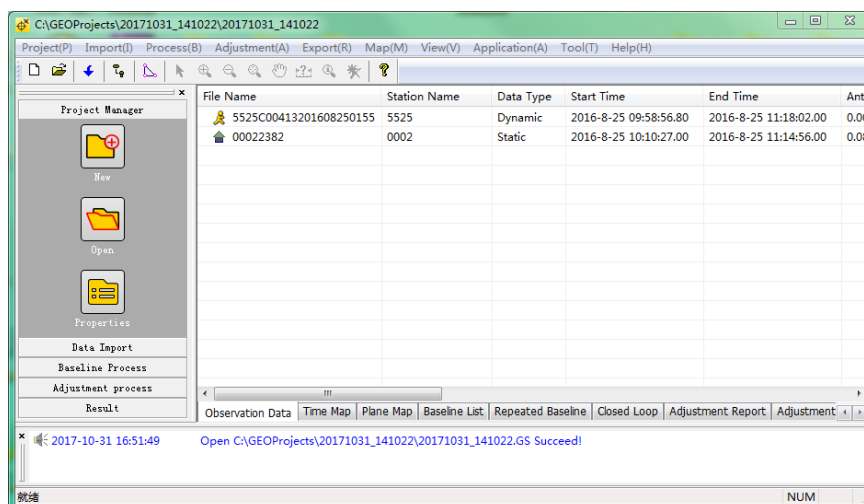 C:\GEOProjects\20171031_141022\20171031_141022
Project(P) Import(I) Process(B) Adjustment(A) Export(R) Map(M) View(V) Application(A) Tool(T) Help(H)
Project Manager
New
Open
Properties
Data Import
Baseline Process
Adjustment process
Result
File Name Station Name Data Type Start Time End Time Ant
5525C00413201608250155 5525 Dynamic 2016-8-25 09:58:56.80 2016-8-25 11:18:02.00 0.00
00022382 0002 Static 2016-8-25 10:10:27.00 2016-8-25 11:14:56.00 0.08
Observation Data Time Map Plane Map Baseline List Repeated Baseline Closed Loop Adjustment Report Adjustment
2017-10-31 16:51:49 Open C:\GEOProjects\20171031_141022\20171031_141022.GS Succeed!
就绪 NUM